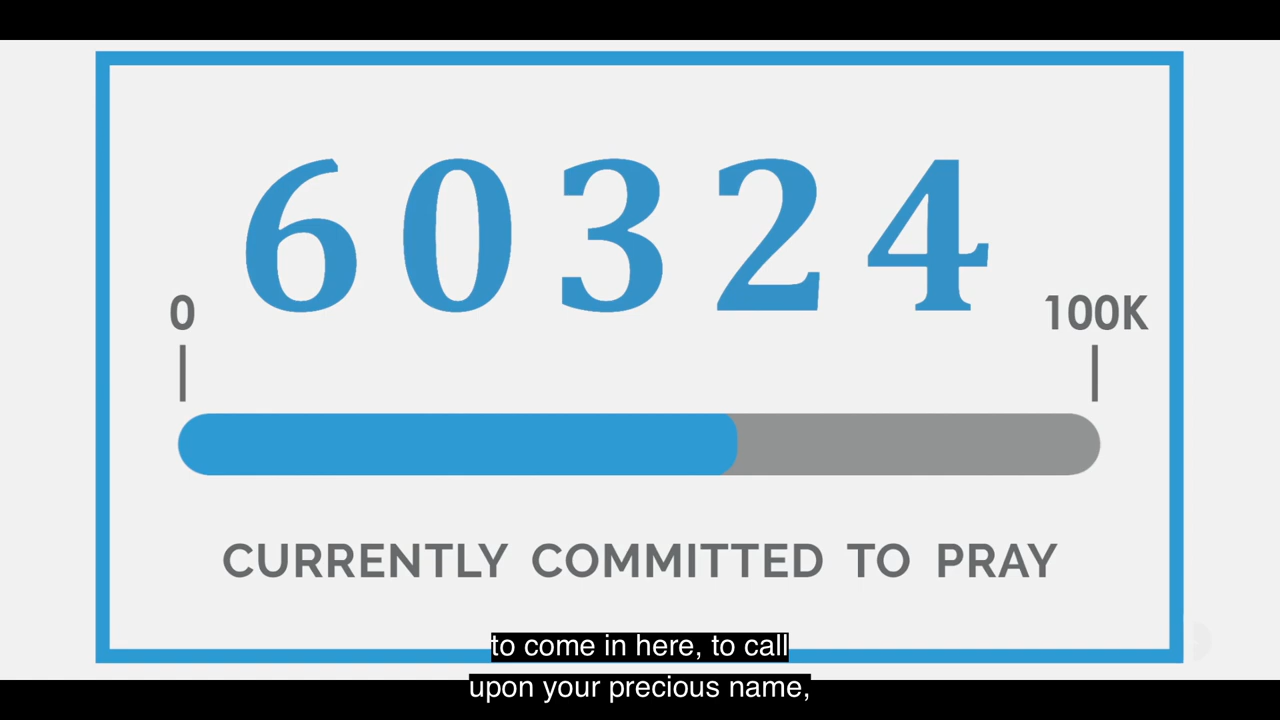 60324
0
100K
CURRENTLY COMMITTED TO PRAY
to come in here, to call
upon your precious name,